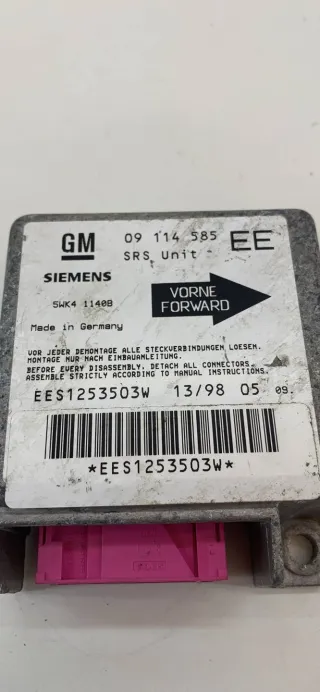 GM 09 114 585 EE
SRS Unit
SIEMENS
5WK4 1140B
VORNE
FORWARD
Made in Germany
VOR JEDER DEMONTAGE ALLE STECKVERBINDUNGEN LOESEN.
MONTAGE NUR NACH EINBAUANLEITUNG.
BEFORE EVERY DISASSEMBLY, DETACH ALL CONNECTORS.
ASSEMBLE STRICTLY ACCORDING TO MANUAL INSTRUCTIONS.
EES1253503W 13/98 05 09.
*EES1253503W*